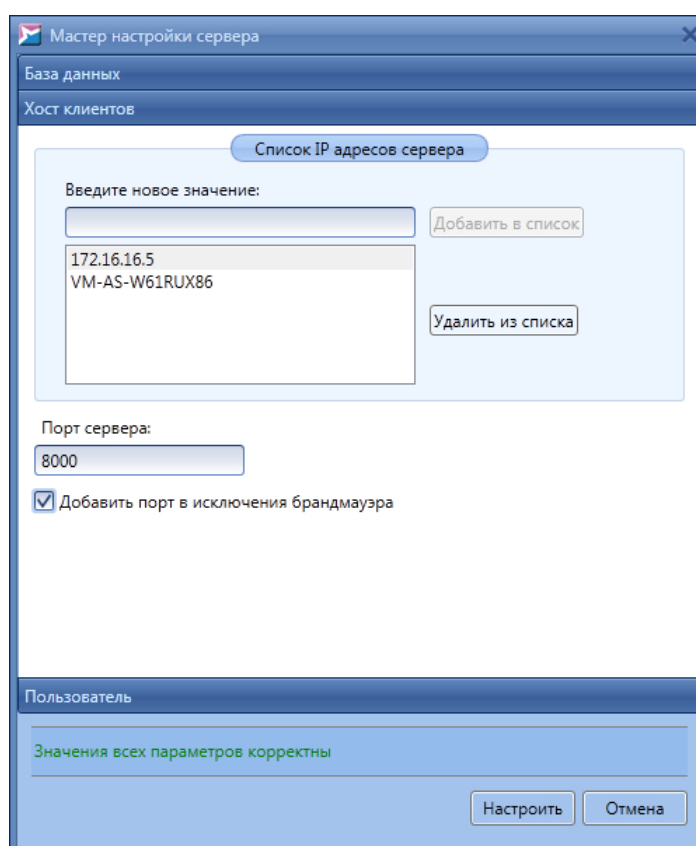 Мастер настройки сервера
База данных
Хост клиентов
Список IP адресов сервера
Введите новое значение:
Добавить в список
172.16.16.5
VM-AS-W61RUX86
Удалить из списка
Порт сервера:
8000
Добавить порт в исключения брандмауэра
Пользователь
Значения всех параметров корректны
Настроить Отмена